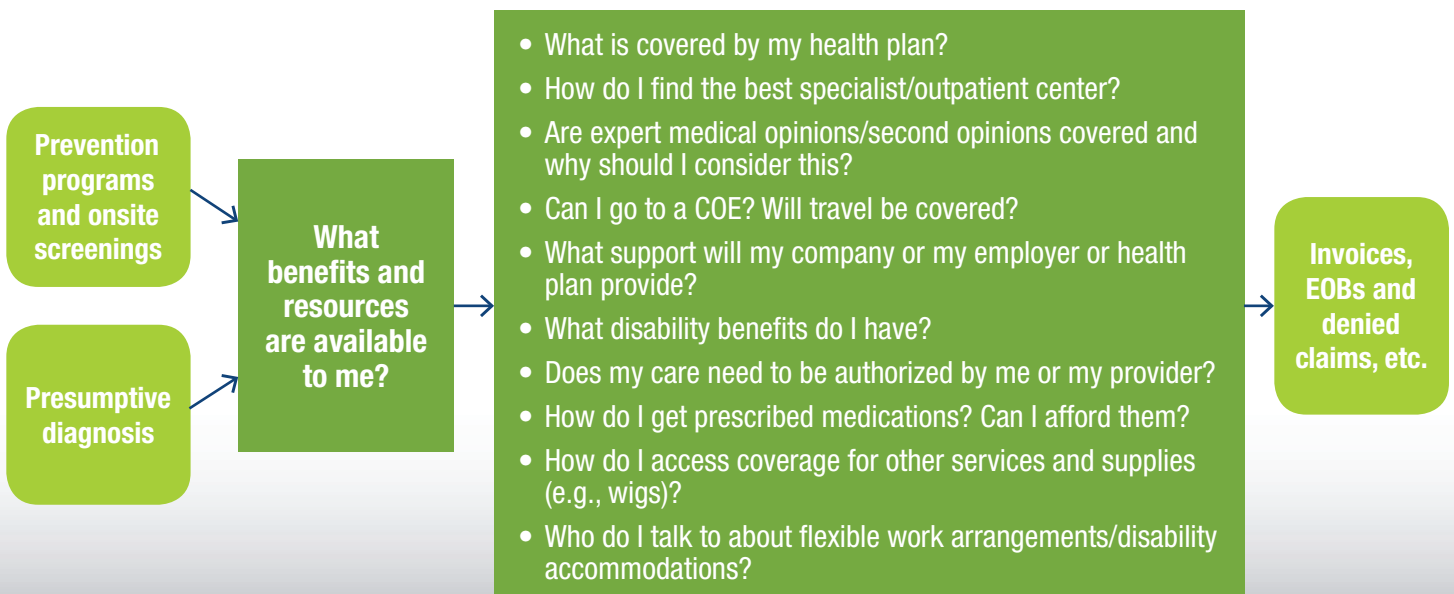 Prevention
programs
and onsite
screenings
Presumptive
diagnosis
What
benefits and
resources
are available
to me?
• What is covered by my health plan?
• How do I find the best specialist/outpatient center?
• Are expert medical opinions/second opinions covered and
why should I consider this?
• Can I go to a COE? Will travel be covered?
• What support will my company or my employer or health
plan provide?
• What disability benefits do I have?
• Does my care need to be authorized by me or my provider?
• How do I get prescribed medications? Can I afford them?
• How do I access coverage for other services and supplies
(e.g., wigs)?
• Who do I talk to about flexible work arrangements/disability
accommodations?
Invoices,
EOBs and
denied
claims, etc.